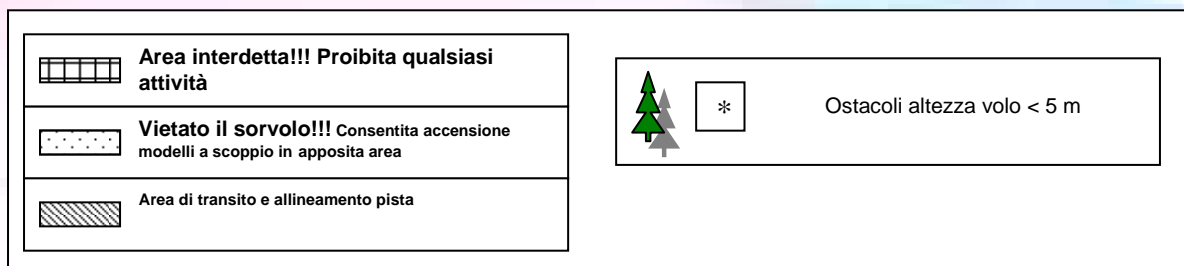 Area interdetta!!! Proibita qualsiasi
attività
Vietato il sorvolo!!! Consentita accensione
modelli a scoppio in apposita area
Area di transito e allineamento pista
* Ostacoli altezza volo < 5 m